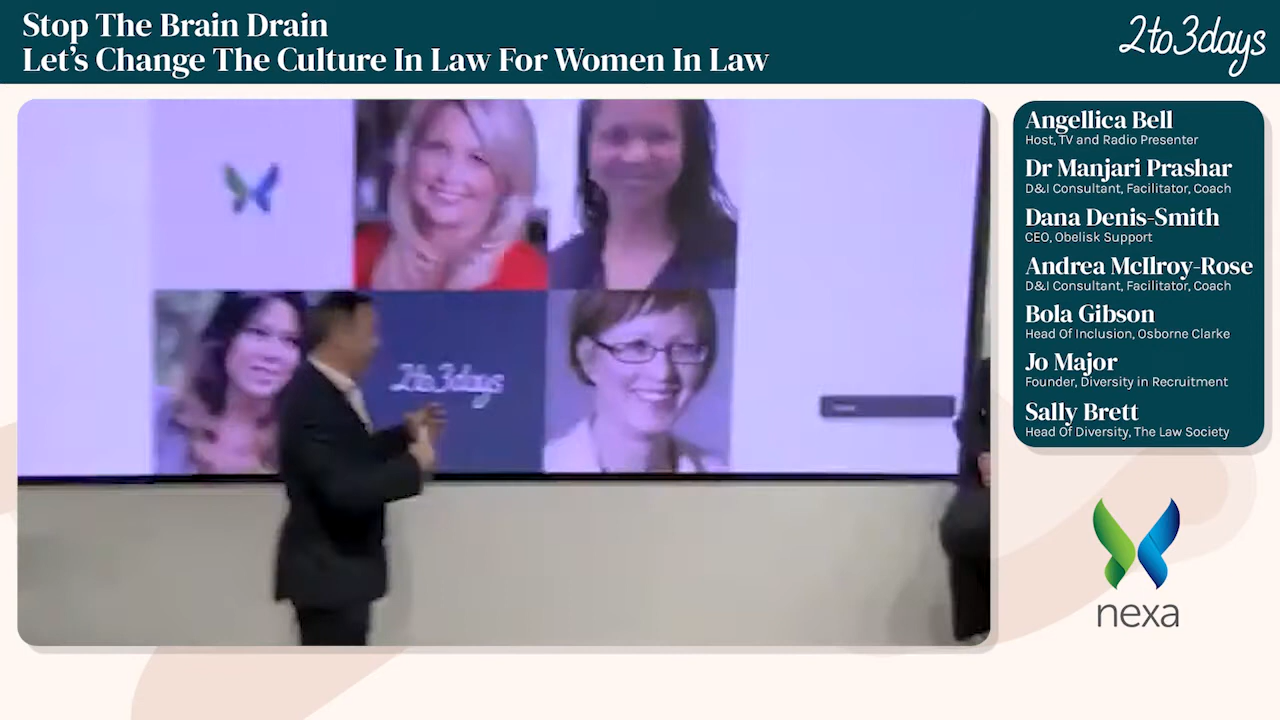 Stop The Brain Drain
Let's Change The Culture In Law For Women In Law
2to3days
Angellica Bell
Host, TV and Radio Presenter
Dr Manjari Prashar
D&I Consultant, Facilitator, Coach
Dana Denis-Smith
CEO, Obelisk Support
Andrea McIlroy-Rose
D&I Consultant, Facilitator, Coach
Bola Gibson
Head Of Inclusion, Osborne Clarke
Jo Major
Founder, Diversity in Recruitment
Sally Brett
Head Of Diversity, The Law Society
2to3days
nexa